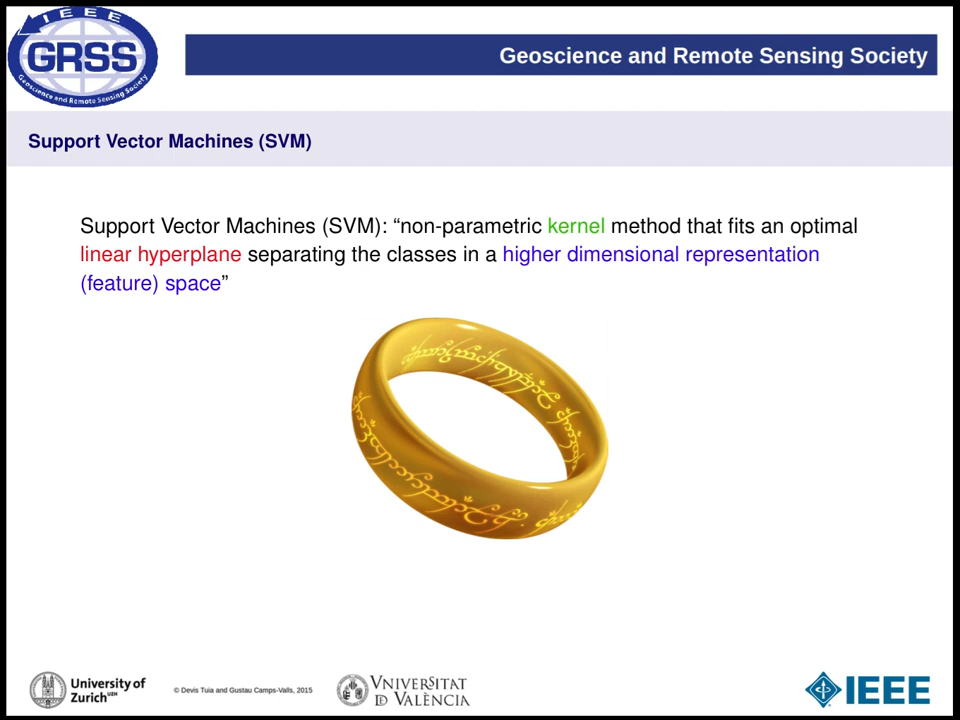 IEEE
GRSS
Geoscience and Remote Sensing Society
Geoscience and Remote Sensing Society
Support Vector Machines (SVM)
Support Vector Machines (SVM): “non-parametric kernel method that fits an optimal
linear hyperplane separating the classes in a higher dimensional representation
(feature) space”
University of
Zurich UZH
© Devis Tuia and Gustau Camps-Valls, 2015
VNIVERSITAT
ID VALÈNCIA
IEEE